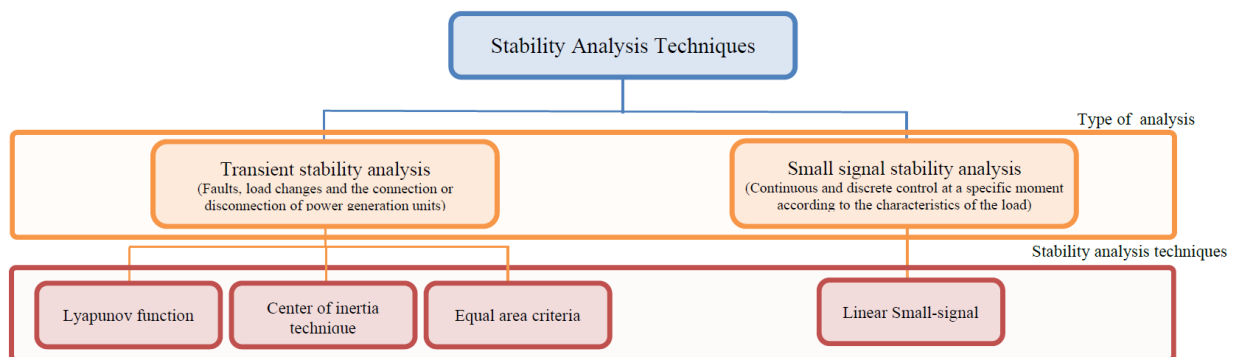 Stability Analysis Techniques
Type of analysis
Transient stability analysis
(Faults, load changes and the connection or
disconnection of power generation units)
Small signal stability analysis
(Continuous and discrete control at a specific moment
according to the characteristics of the load)
Stability analysis techniques
Lyapunov function
Center of inertia
technique
Equal area criteria
Linear Small-signal